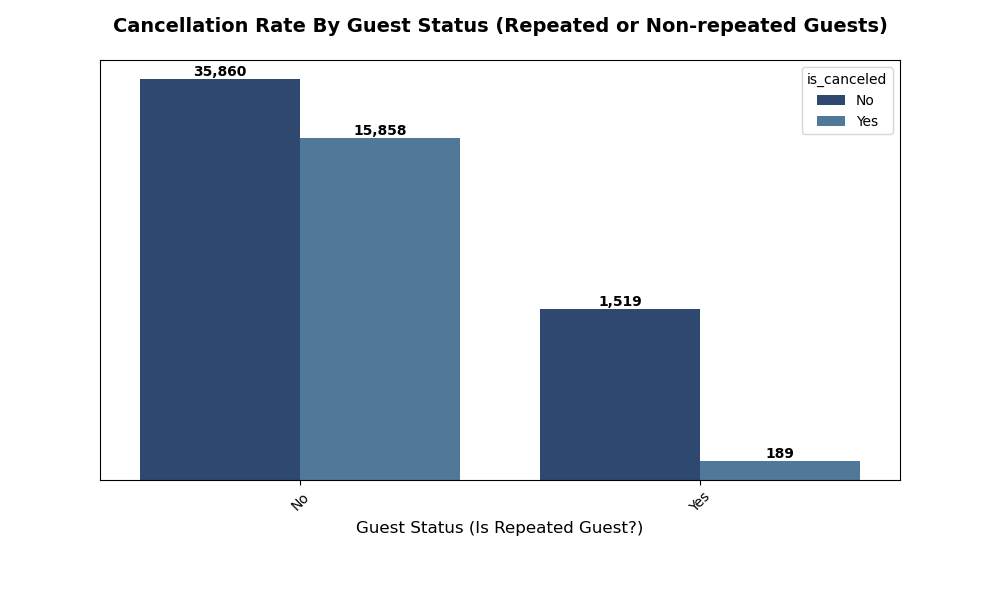 Cancellation Rate By Guest Status (Repeated or Non-repeated Guests)
35,860
15,858
1,519
189
is_canceled
No
Yes
No
Yes
Guest Status (Is Repeated Guest?)